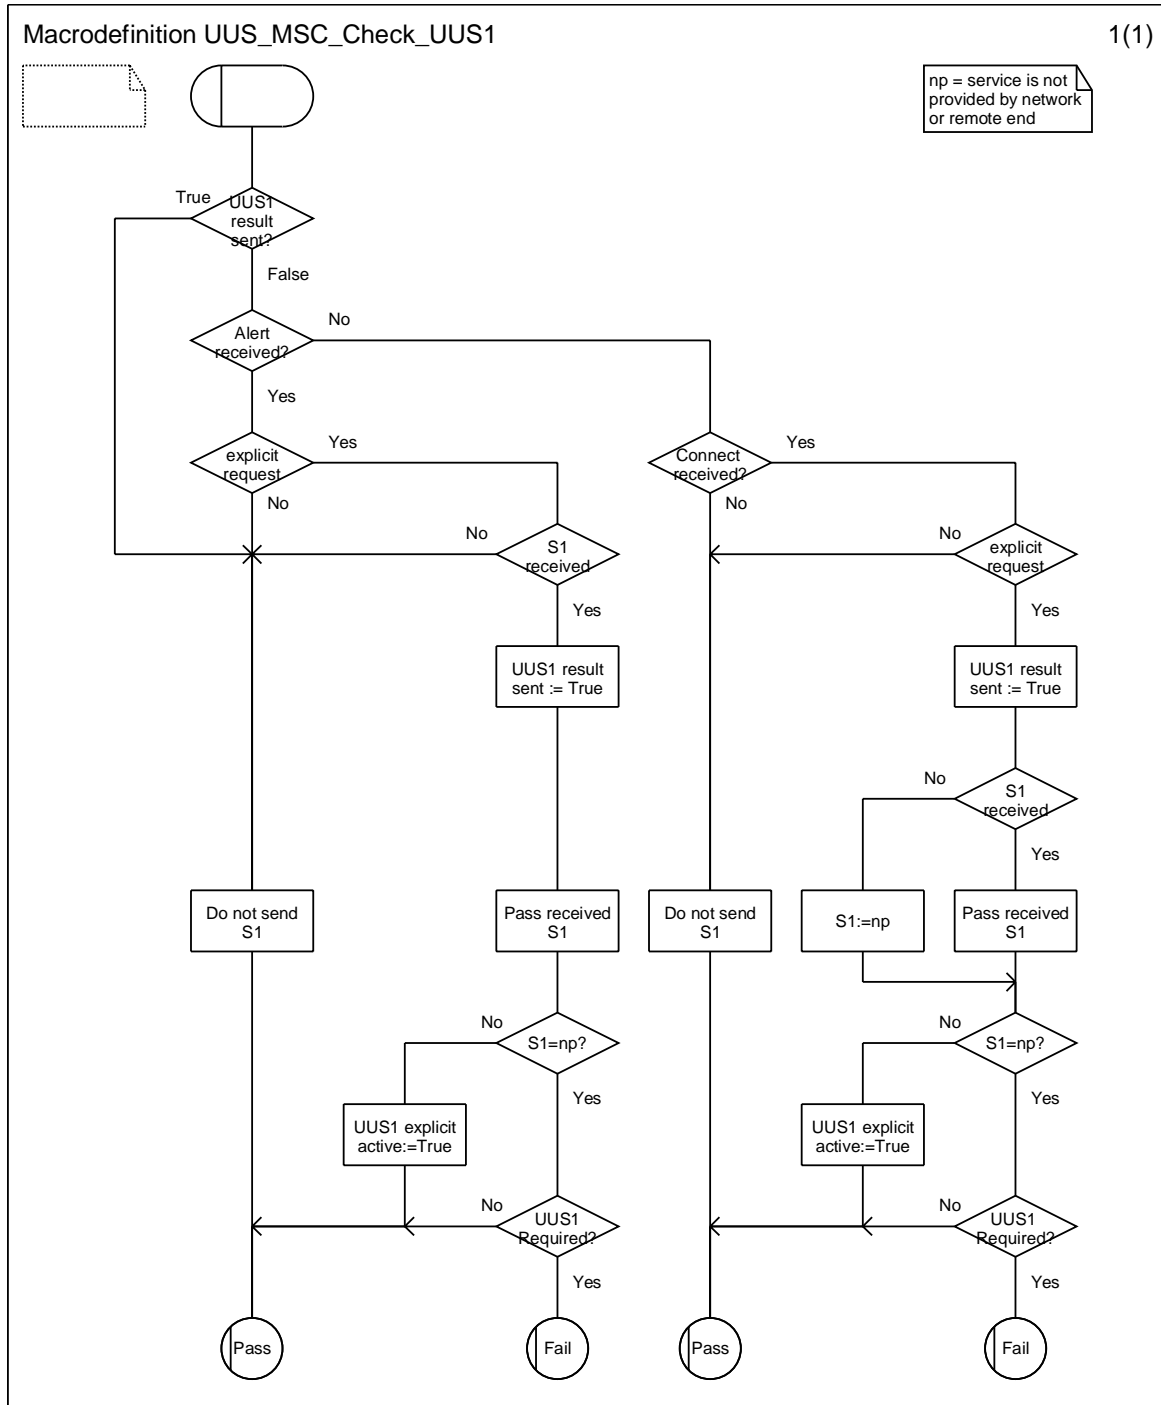 Macrodefinition UUS_MSC_Check_UUS1
1(1)
np = service is not
provided by network
or remote end
True
UUS1
result
sent?
False
Alert
received?
No
Yes
explicit
request
Yes
No
Connect
received?
Yes
No
No
S1
received
Yes
No
explicit
request
Yes
UUS1 result
sent := True
UUS1 result
sent := True
No
S1
received
Yes
Do not send
S1
Pass received
S1
Do not send
S1
S1:=np
Pass received
S1
No
S1=np?
Yes
No
S1=np?
Yes
UUS1 explicit
active:=True
UUS1 explicit
active:=True
No
UUS1
Required?
Yes
No
UUS1
Required?
Yes
Pass
Fail
Pass
Fail